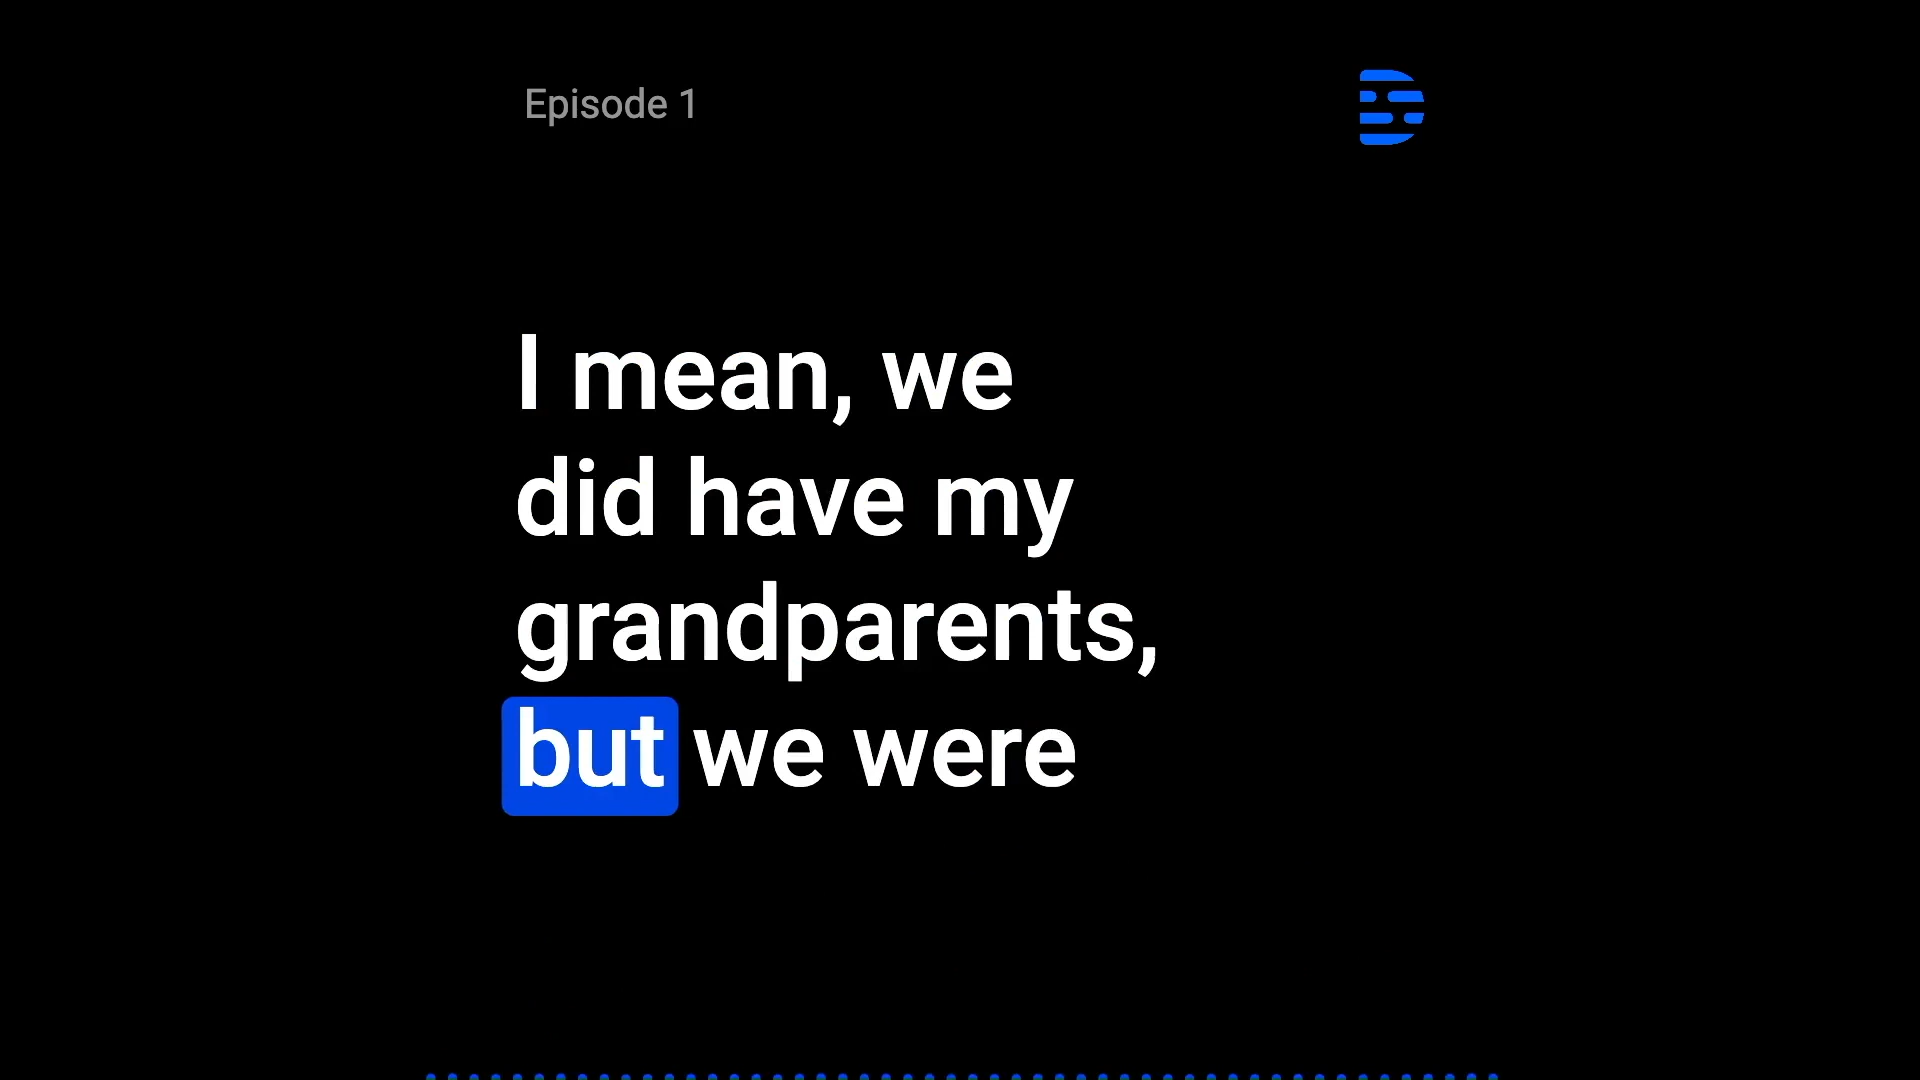 Episode 1
I mean, we
did have my
grandparents,
but we were